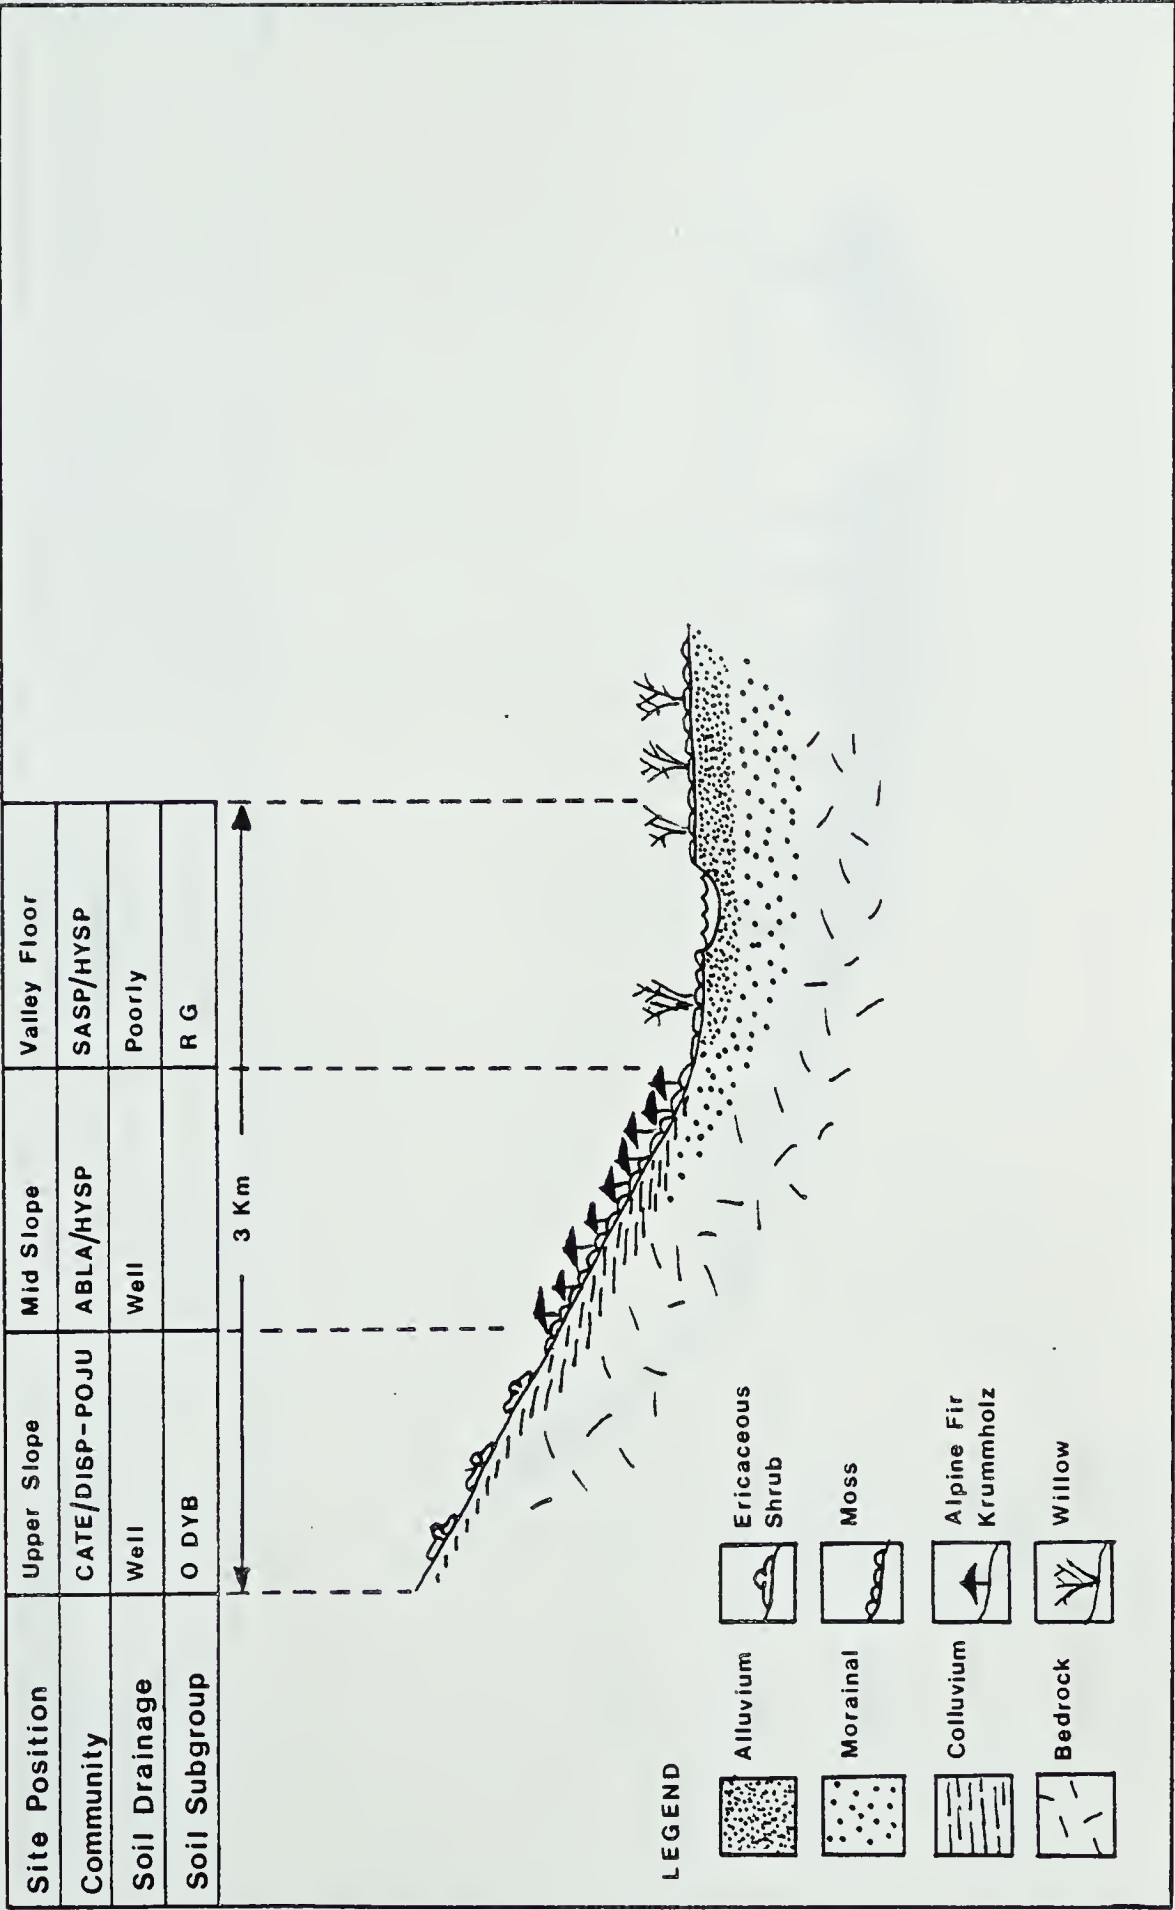 Site Position Upper Slope Mid Slope Valley Floor
Community CATE/DISP-POJU ABLA/HYSP SASP/HYSP
Soil Drainage Well Well Poorly
Soil Subgroup O DYB R G
3 Km
LEGEND
Alluvium Ericaceous
Shrub
Morainal Moss
Colluvium Alpine Fir
Krummholz
Bedrock Willow